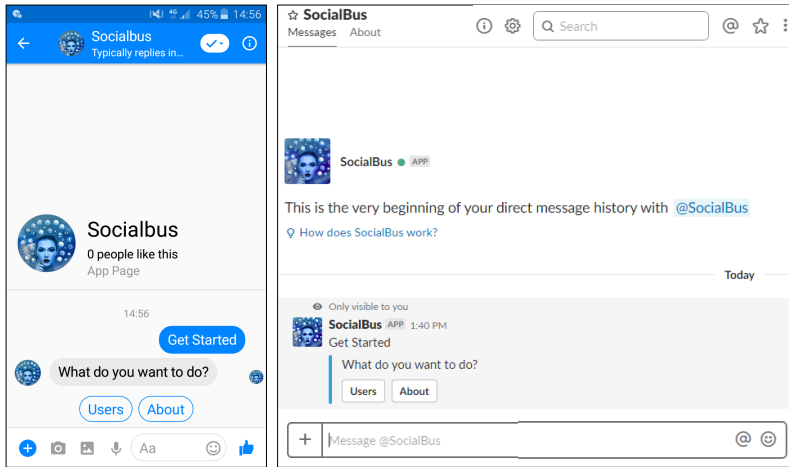 4G 45% 14:56
Socialbus
Typically replies in...
Socialbus
0 people like this
App Page
14:56
Get Started
What do you want to do?
Users About
Aa
SocialBus
Messages About
Search
SocialBus APP
This is the very beginning of your direct message history with @SocialBus
How does SocialBus work?
Today
Only visible to you
SocialBus APP 1:40 PM
Get Started
What do you want to do?
Users About
Message @SocialBus